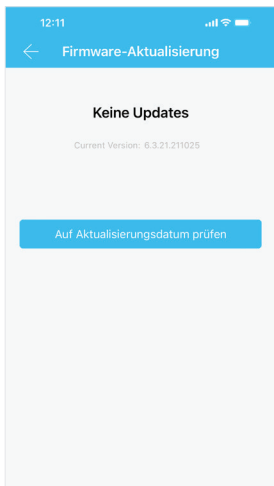 12:11
Firmware-Aktualisierung
Keine Updates
Current Version: 6.3.21.211025
Auf Aktualisierungsdatum prüfen